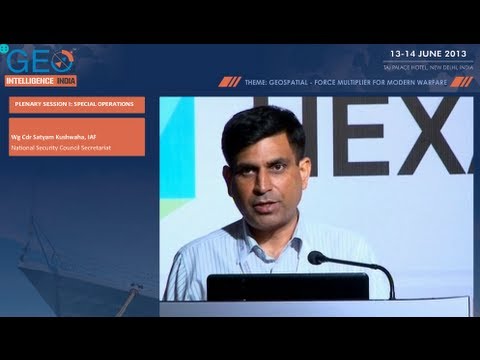 GEO
INTELLIGENCE INDIA
13-14 JUNE 2013
TAJ PALACE HOTEL, NEW DELHI, INDIA
THEME: GEOSPATIAL - FORCE MULTIPLIER FOR MODERN WARFARE
PLENARY SESSION I: SPECIAL OPERATIONS
Wg Cdr Satyam Kushwaha, IAF
National Security Council Secretariat
HEXA